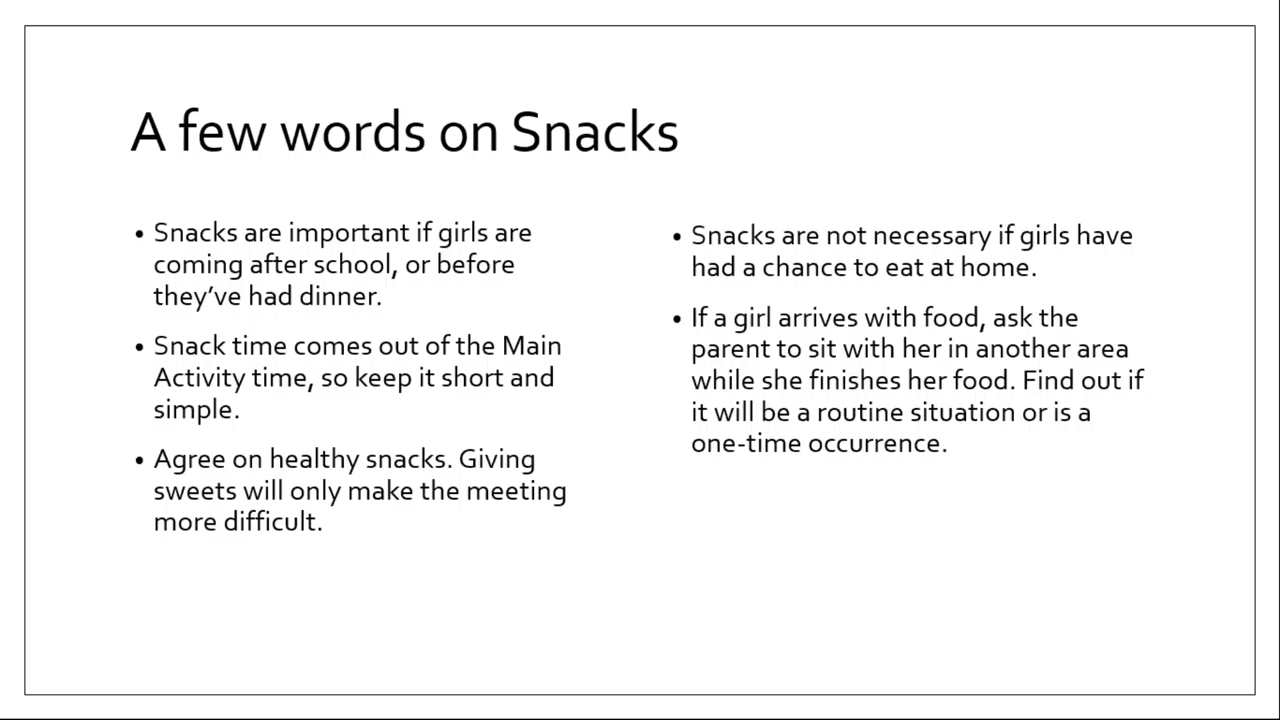 A few words on Snacks
• Snacks are important if girls are
coming after school, or before
they’ve had dinner.
• Snack time comes out of the Main
Activity time, so keep it short and
simple.
• Agree on healthy snacks. Giving
sweets will only make the meeting
more difficult.
• Snacks are not necessary if girls have
had a chance to eat at home.
• If a girl arrives with food, ask the
parent to sit with her in another area
while she finishes her food. Find out if
it will be a routine situation or is a
one-time occurrence.